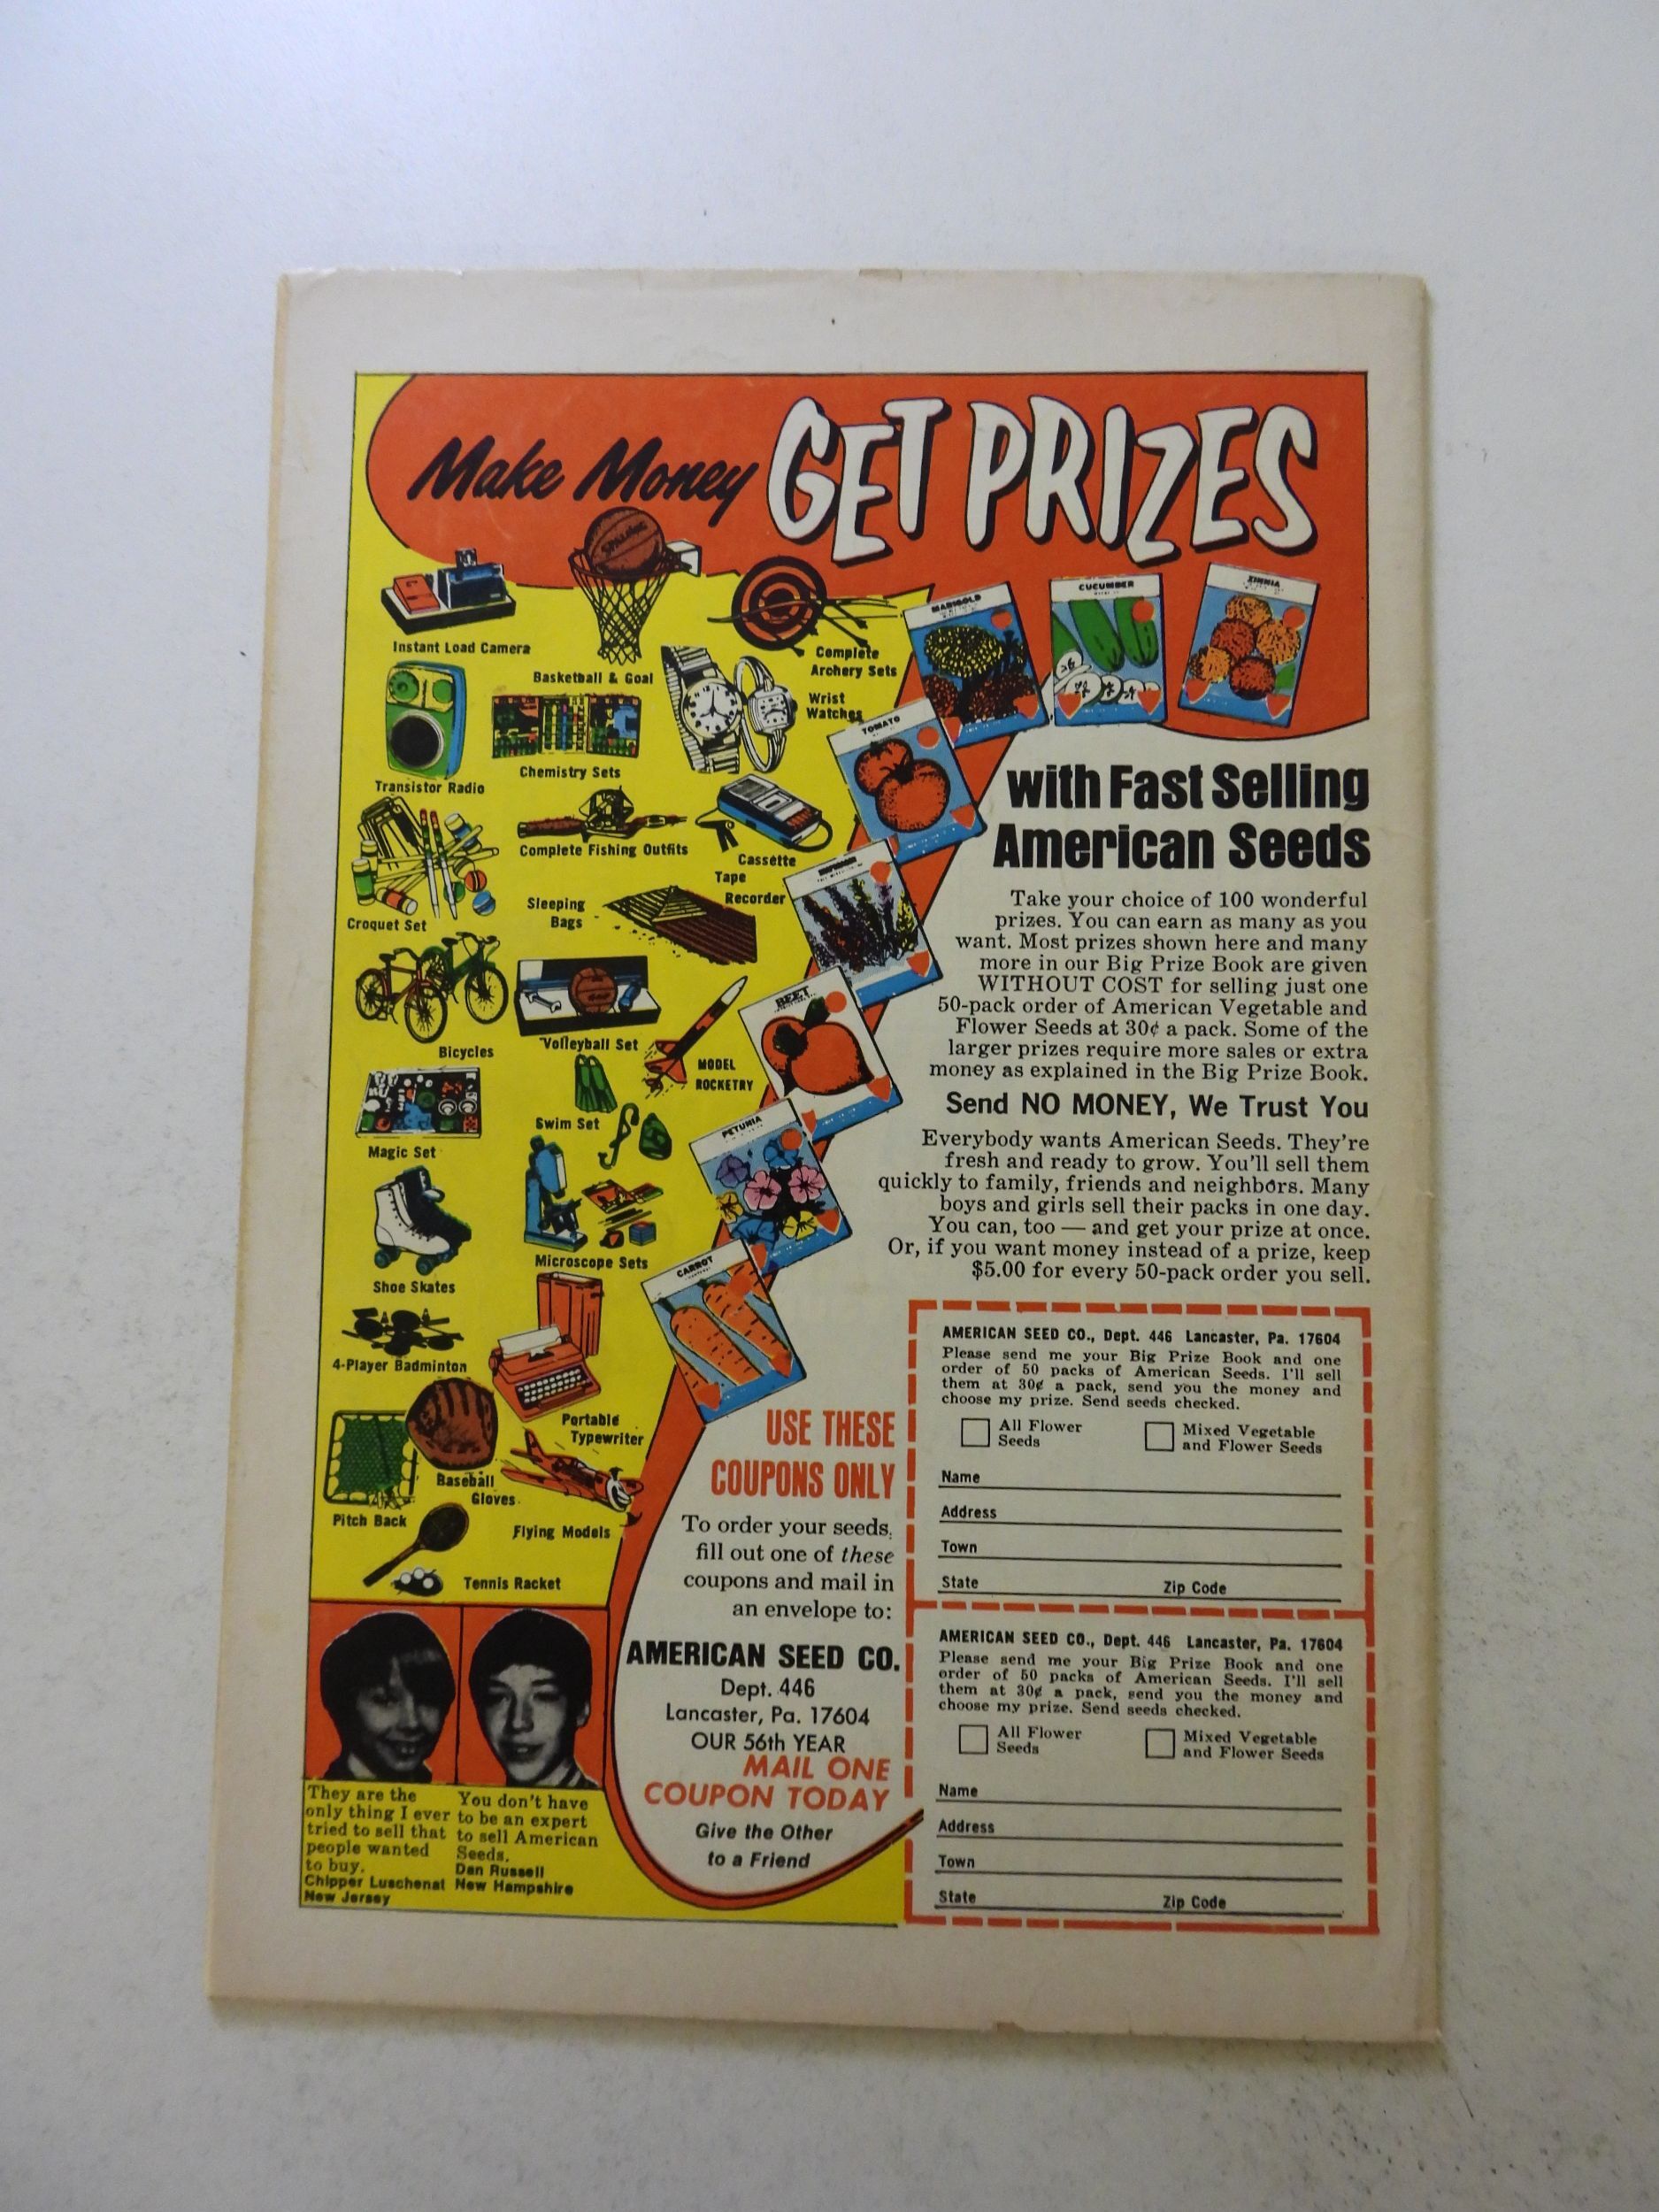 Make Money GET PRIZES
SPALDING
Instant Load Camera
Basketball & Goal
Complete
Archery Sets
Wrist
Watches
Transistor Radio
Chemistry Sets
Complete Fishing Outfits
Cassette
Tape
Recorder
Croquet Set
Sleeping
Bags
Bicycles
Volleyball Set
MODEL
ROCKETRY
Magic Set
Swim Set
Shoe Skates
Microscope Sets
4-Player Badminton
Portable
Typewriter
Baseball
Gloves
Pitch Back
Flying Models
Tennis Racket
MARIGOLD
CUCUMBER
ZINNIA
TOMATO
BEET
PETUNIA
CARROT
with Fast Selling
American Seeds
Take your choice of 100 wonderful
prizes. You can earn as many as you
want. Most prizes shown here and many
more in our Big Prize Book are given
WITHOUT COST for selling just one
50-pack order of American Vegetable and
Flower Seeds at 30¢ a pack. Some of the
larger prizes require more sales or extra
money as explained in the Big Prize Book.
Send NO MONEY, We Trust You
Everybody wants American Seeds. They're
fresh and ready to grow. You'll sell them
quickly to family, friends and neighbors. Many
boys and girls sell their packs in one day.
You can, too — and get your prize at once.
Or, if you want money instead of a prize, keep
$5.00 for every 50-pack order you sell.
USE THESE
COUPONS ONLY
To order your seeds,
fill out one of these
coupons and mail in
an envelope to:
AMERICAN SEED CO.
Dept. 446
Lancaster, Pa. 17604
OUR 56th YEAR
MAIL ONE
COUPON TODAY
Give the Other
to a Friend
They are the
only thing I ever
tried to sell that
people wanted
to buy.
Chipper Luschenat
New Jersey
You don't have
to be an expert
to sell American
Seeds.
Dan Russell
New Hampshire
AMERICAN SEED CO., Dept. 446 Lancaster, Pa. 17604
Please send me your Big Prize Book and one
order of 50 packs of American Seeds. I'll sell
them at 30¢ a pack, send you the money and
choose my prize. Send seeds checked.
All Flower
Seeds
Mixed Vegetable
and Flower Seeds
Name
Address
Town
State Zip Code
AMERICAN SEED CO., Dept. 446 Lancaster, Pa. 17604
Please send me your Big Prize Book and one
order of 50 packs of American Seeds. I'll sell
them at 30¢ a pack, send you the money and
choose my prize. Send seeds checked.
All Flower
Seeds
Mixed Vegetable
and Flower Seeds
Name
Address
Town
State Zip Code